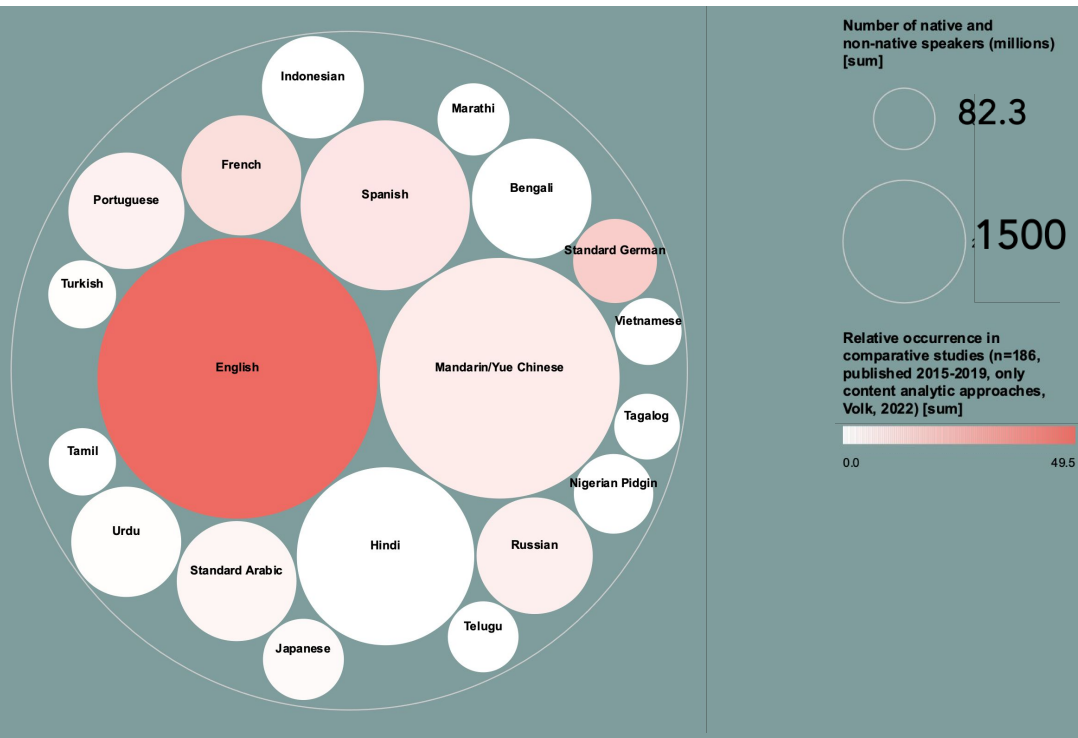 Indonesian
Marathi
French
Spanish
Bengali
Portuguese
Standard German
Turkish
Vietnamese
English
Mandarin/Yue Chinese
Tagalog
Tamil
Nigerian Pidgin
Urdu
Hindi
Russian
Standard Arabic
Telugu
Japanese
Number of native and
non-native speakers (millions)
[sum]
82.3
1500
Relative occurrence in
comparative studies (n=186,
published 2015-2019, only
content analytic approaches,
Volk, 2022) [sum]
0.0 49.5